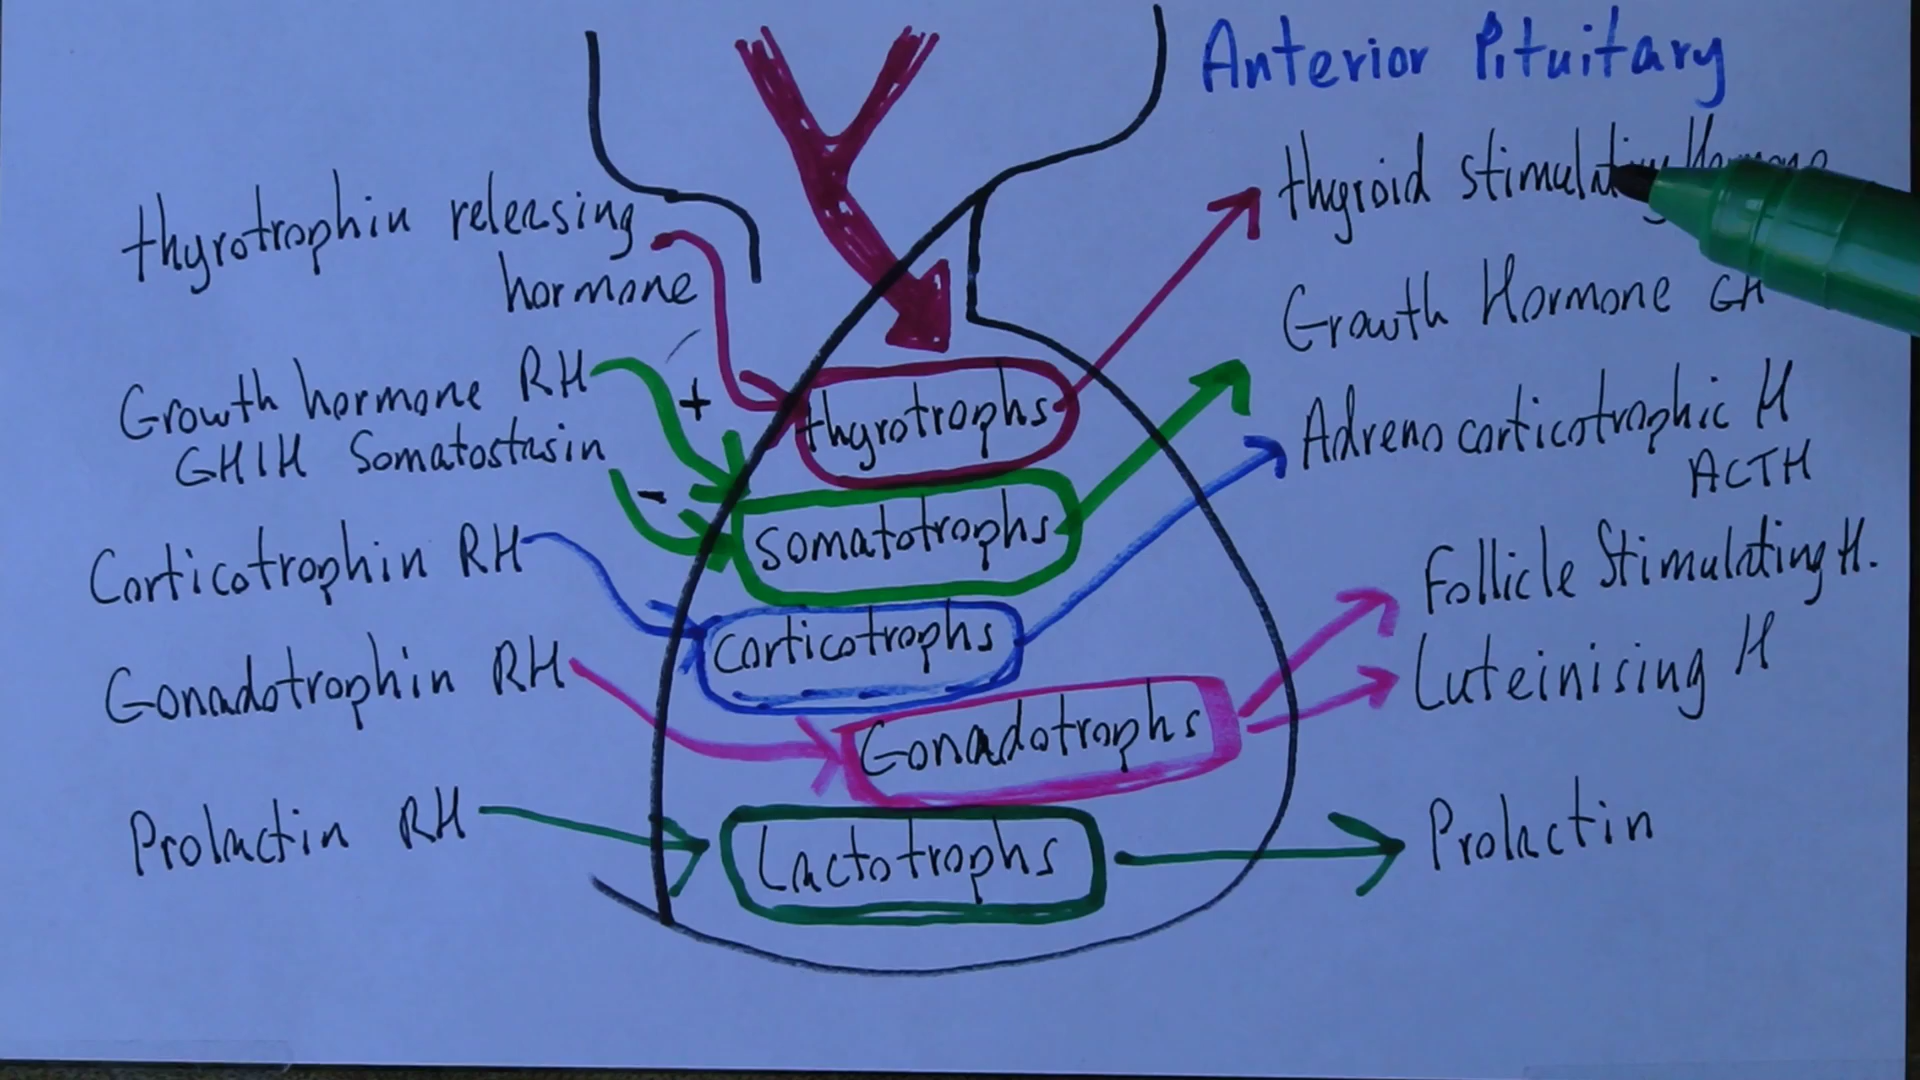 Anterior Pituitary
thyrotrophin releasing
hormone
Growth hormone RH
+
GHIH Somatostasin
-
Corticotrophin RH
Gonadotrophin RH
Prolactin RH
thyrotrophs
Somatotrophs
Corticotrophs
Gonadotrophs
Lactotrophs
thyroid stimulating Hormone
Growth Hormone GH
Adreno corticotrophic H
ACTH
Follicle Stimulating H.
Luteinising H
Prolactin